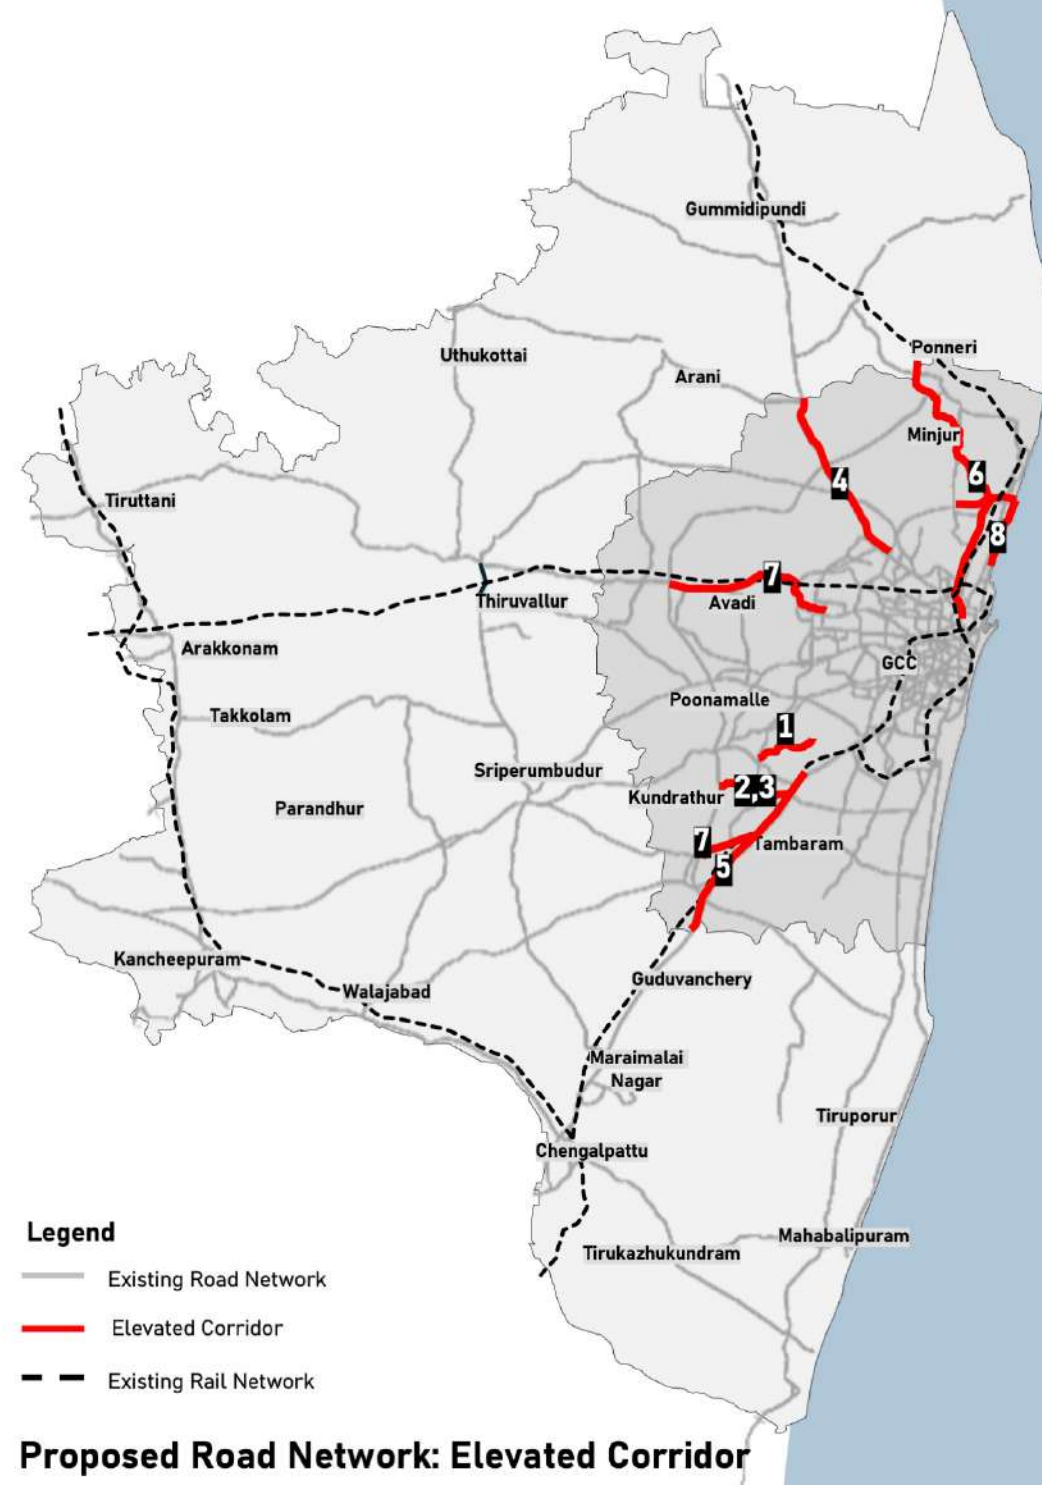 Gummidipundi
Ponneri
Uthukottai
Arani
Minjur
4
6
Tiruttani
8
7
Thiruvallur
Avadi
Arakkonam
GCC
Poonamalle
Takkolam
1
Sriperumbudur
2,3
Kundrathur
Parandhur
7
Tambaram
5
Kancheepuram
Guduvanchery
Walajabad
Maraimalai
Nagar
Tiruporur
Chengalpattu
Mahabalipuram
Tirukazhukundram
Legend
Existing Road Network
Elevated Corridor
Existing Rail Network
Proposed Road Network: Elevated Corridor